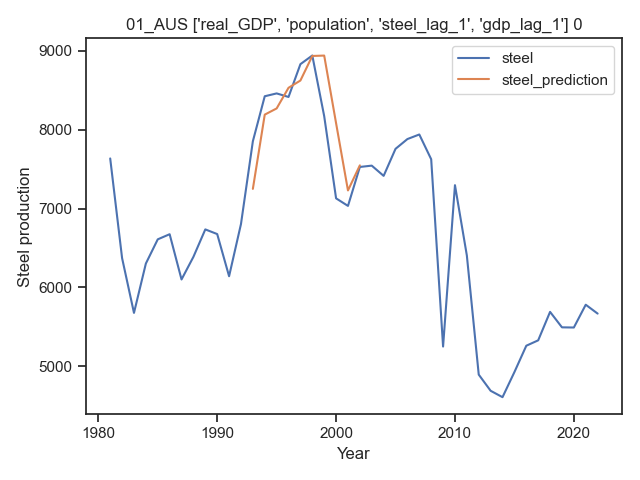 01_AUS ['real_GDP', 'population', 'steel_lag_1', 'gdp_lag_1'] 0
steel
steel_prediction
Steel production
9000
8000
7000
6000
5000
1980
1990
2000
2010
2020
Year